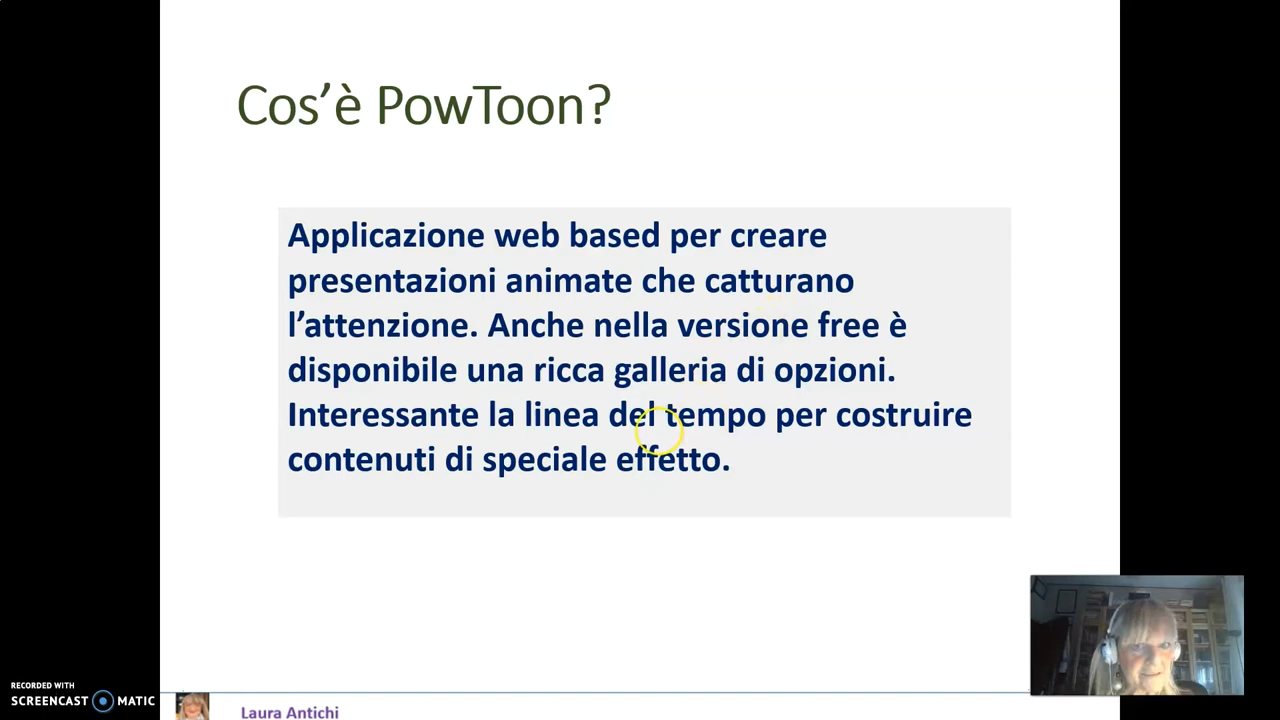 Cos’è PowToon?
Applicazione web based per creare
presentazioni animate che catturano
l’attenzione. Anche nella versione free è
disponibile una ricca galleria di opzioni.
Interessante la linea del tempo per costruire
contenuti di speciale effetto.
RECORDED WITH
SCREENCAST MATIC
Laura Antichi